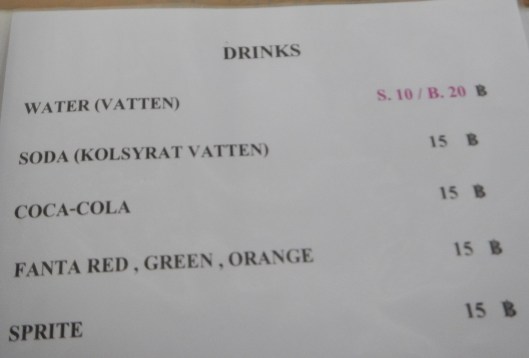 DRINKS
WATER (VATTEN) S. 10 / B. 20 ฿
SODA (KOLSYRAT VATTEN) 15 ฿
COCA-COLA 15 ฿
FANTA RED , GREEN , ORANGE 15 ฿
SPRITE 15 ฿